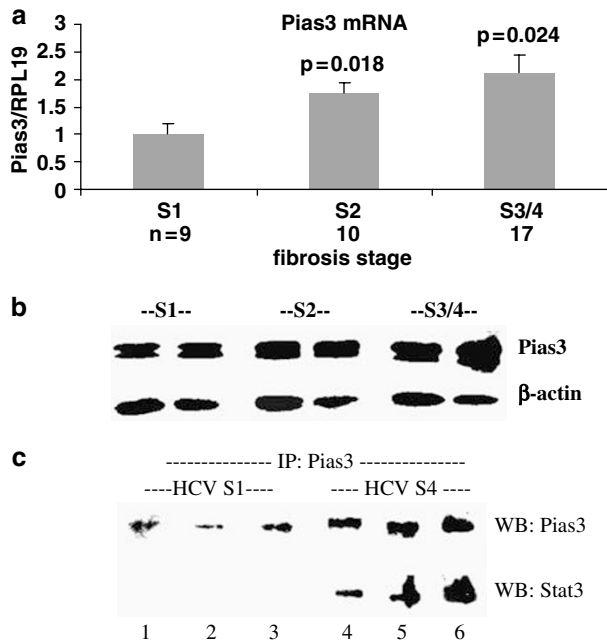 a
Pias3 mRNA
Pias3/RPL19
3
2.5
2
1.5
1
0.5
0
p=0.018
p=0.024
S1 S2 S3/4
n=9 10 17
fibrosis stage
b
--S1-- --S2-- --S3/4--
Pias3
β-actin
c
--------------- IP: Pias3 ---------------
----HCV S1---- ---- HCV S4 ----
WB: Pias3
WB: Stat3
1 2 3 4 5 6